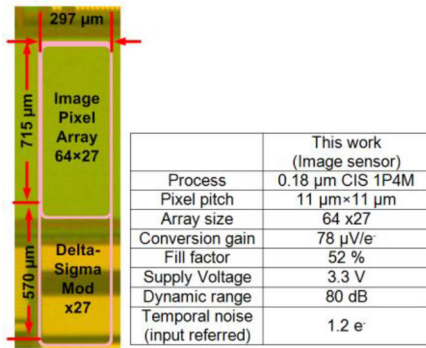 297 μm
715 μm
Image
Pixel
Array
64×27
570 μm
Delta-
Sigma
Mod
x27
This work
(Image sensor)
Process 0.18 μm CIS 1P4M
Pixel pitch 11 μm×11 μm
Array size 64 x27
Conversion gain 78 μV/e-
Fill factor 52 %
Supply Voltage 3.3 V
Dynamic range 80 dB
Temporal noise
(input referred) 1.2 e-